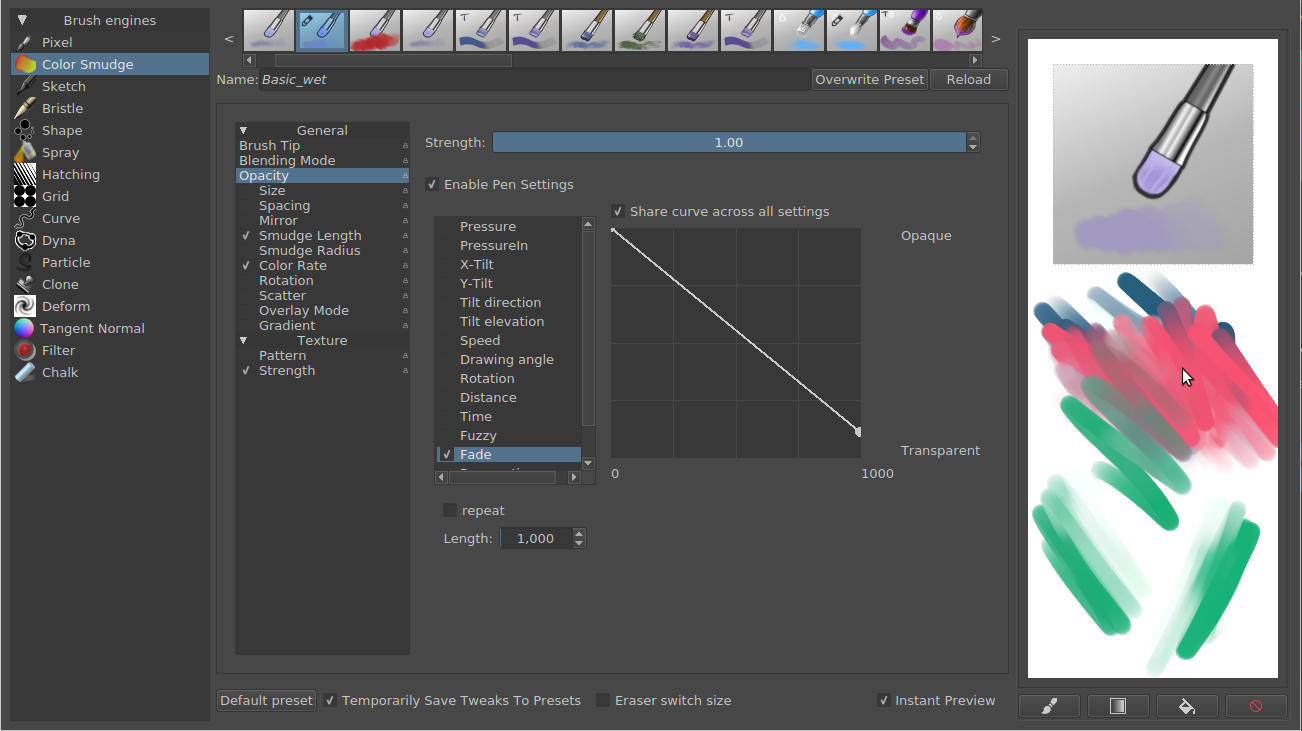 Brush engines
Pixel
Color Smudge
Sketch
Bristle
Shape
Spray
Hatching
Grid
Curve
Dyna
Particle
Clone
Deform
Tangent Normal
Filter
Chalk
< >
Name: Basic_wet Overwrite Preset Reload
General
Brush Tip
Blending Mode
Opacity
Size
Spacing
Mirror
Smudge Length
Smudge Radius
Color Rate
Rotation
Scatter
Overlay Mode
Gradient
Texture
Pattern
Strength
Strength: 1.00
Enable Pen Settings
Pressure
PressureIn
X-Tilt
Y-Tilt
Tilt direction
Tilt elevation
Speed
Drawing angle
Rotation
Distance
Time
Fuzzy
Fade
Share curve across all settings
Opaque
Transparent
0 1000
repeat
Length: 1,000
Default preset Temporarily Save Tweaks To Presets Eraser switch size Instant Preview